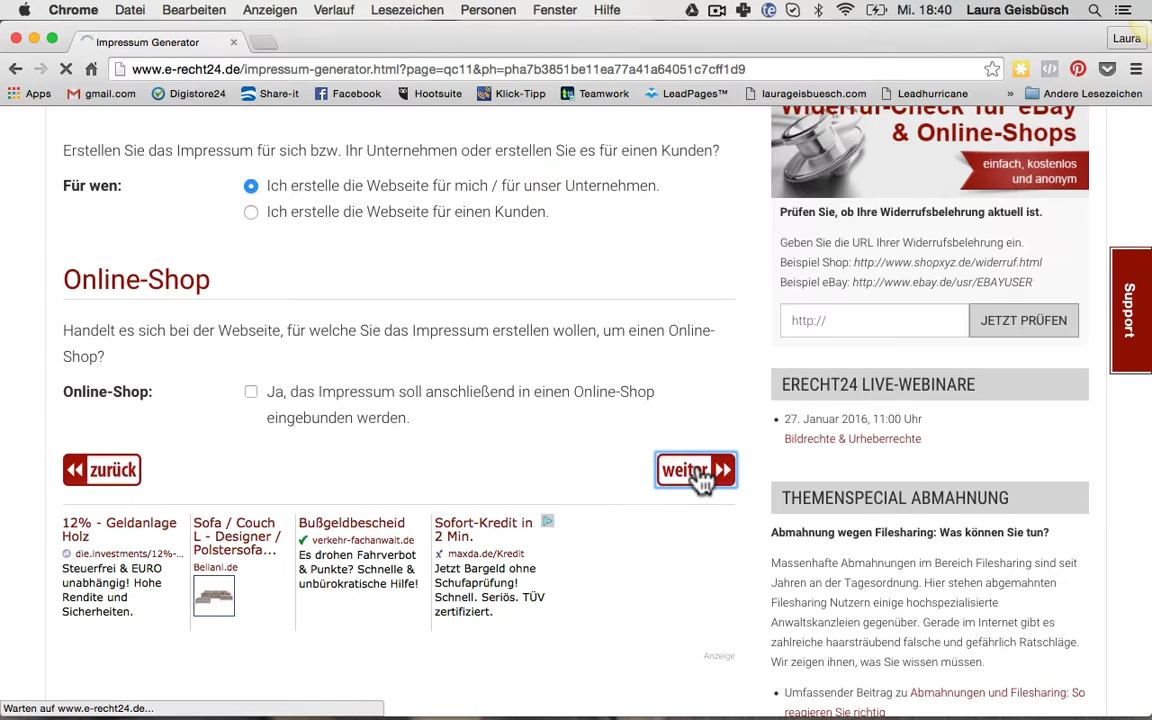 Chrome Datei Bearbeiten Anzeigen Verlauf Lesezeichen Personen Fenster Hilfe Mi. 18:40 Laura Geisbüsch
Impressum Generator Laura
www.e-recht24.de/impressum-generator.html?page=qc11&ph=pha7b3851be11ea77a41a64051c7cff1d9
Apps gmail.com Digistore24 Share-it Facebook Hootsuite Klick-Tipp Teamwork LeadPages™ laurageisbuesch.com Leadhurricane » Andere Lesezeichen
Erstellen Sie das Impressum für sich bzw. Ihr Unternehmen oder erstellen Sie es für einen Kunden?
Für wen: Ich erstelle die Webseite für mich / für unser Unternehmen.
Ich erstelle die Webseite für einen Kunden.
Online-Shop
Handelt es sich bei der Webseite, für welche Sie das Impressum erstellen wollen, um einen Online-
Shop?
Online-Shop: Ja, das Impressum soll anschließend in einen Online-Shop
eingebunden werden.
zurück weiter
12% - Geldanlage
Holz
die.investments/12%-...
Steuerfrei & EURO
unabhängig! Hohe
Rendite und
Sicherheiten.
Sofa / Couch
L - Designer /
Polstersofa...
Beliani.de
Bußgeldbescheid
verkehr-fachanwalt.de
Es drohen Fahrverbot
& Punkte? Schnelle &
unbürokratische Hilfe!
Sofort-Kredit in
2 Min.
maxda.de/Kredit
Jetzt Bargeld ohne
Schufaprüfung!
Schnell. Seriös. TÜV
zertifiziert.
Anzeige
Widerruf-Check für eBay
& Online-Shops
einfach, kostenlos
und anonym
Prüfen Sie, ob Ihre Widerrufsbelehrung aktuell ist.
Geben Sie die URL Ihrer Widerrufsbelehrung ein.
Beispiel Shop: http://www.shopxyz.de/widerruf.html
Beispiel eBay: http://www.ebay.de/usr/EBAYUSER
http:// JETZT PRÜFEN
ERECHT24 LIVE-WEBINARE
• 27. Januar 2016, 11:00 Uhr
Bildrechte & Urheberrechte
THEMENSPECIAL ABMAHNUNG
Abmahnung wegen Filesharing: Was können Sie tun?
Massenhafte Abmahnungen im Bereich Filesharing sind seit
Jahren an der Tagesordnung. Hier stehen abgemahnten
Filesharing Nutzern einige hochspezialisierte
Anwaltskanzleien gegenüber. Gerade im Internet gibt es
zahlreiche haarsträubend falsche und gefährlich Ratschläge.
Wir zeigen ihnen, was Sie wissen müssen.
• Umfassender Beitrag zu Abmahnungen und Filesharing: So
reagieren Sie richtig
Support
Warten auf www.e-recht24.de...